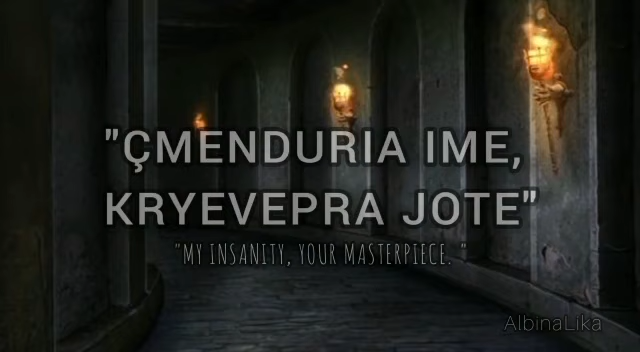 "ÇMENDURIA IME,
KRYEVEPRA JOTE"
"MY INSANITY, YOUR MASTERPIECE. "
AlbinaLika